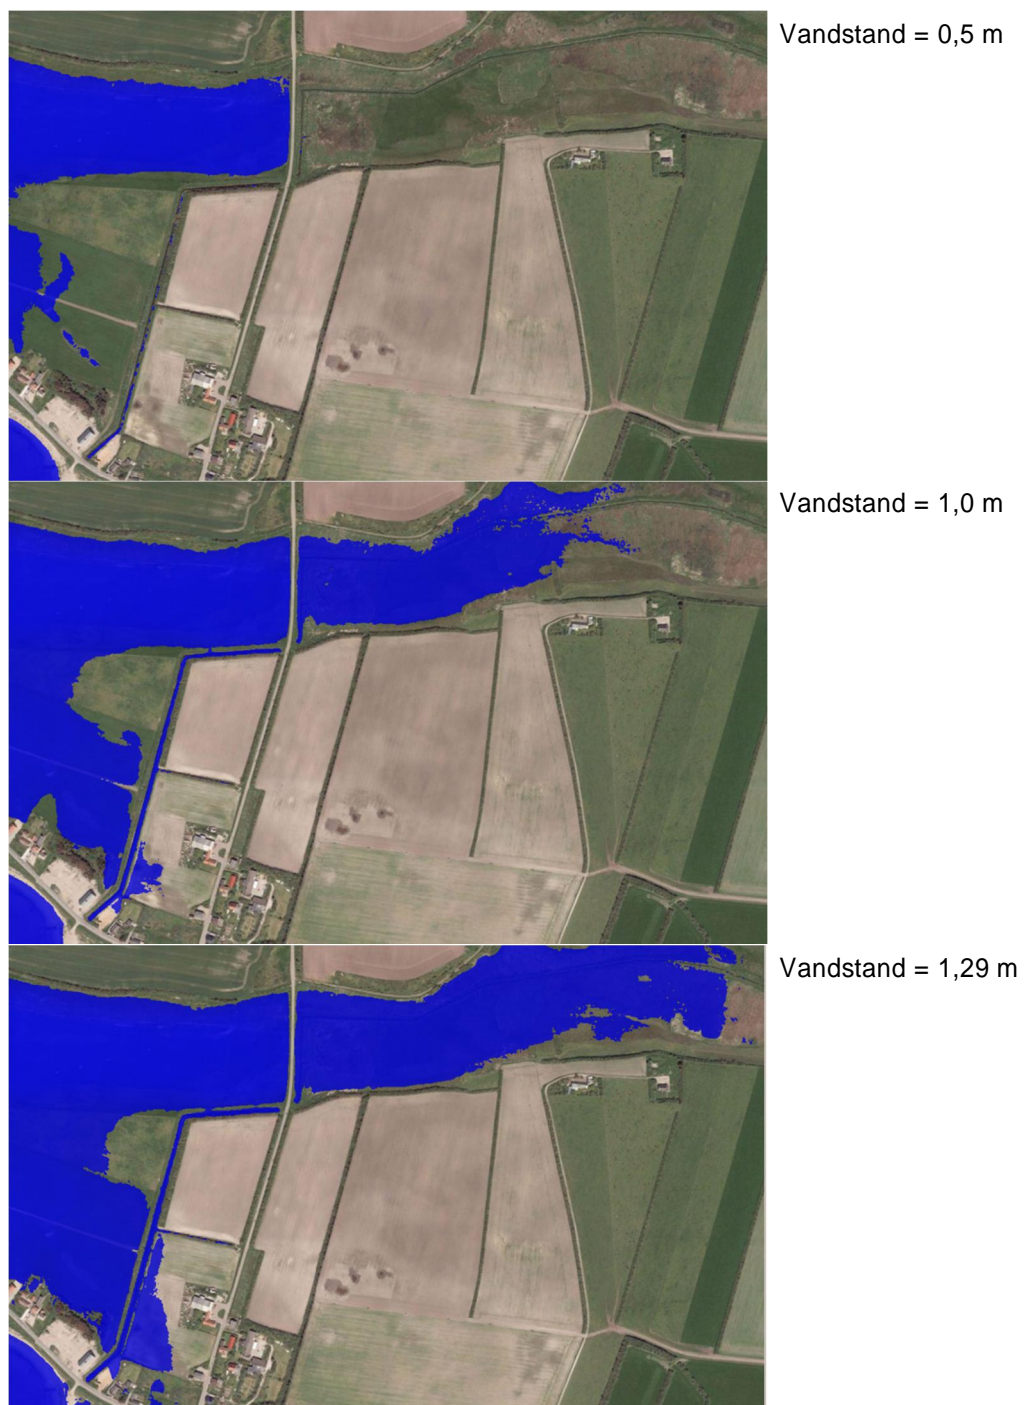 Vandstand = 0,5 m
Vandstand = 1,0 m
Vandstand = 1,29 m